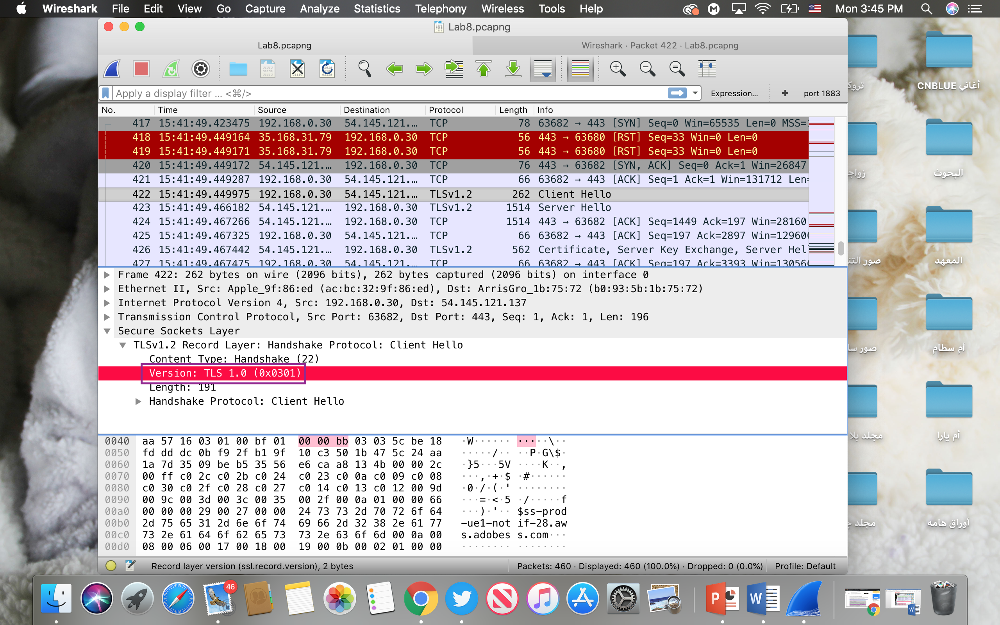 Wireshark File Edit View Go Capture Analyze Statistics Telephony Wireless Tools Help Mon 3:45 PM
Lab8.pcapng
Lab8.pcapng Wireshark · Packet 422 · Lab8.pcapng
Apply a display filter ... <⌘/> Expression... + port 1883
No. Time Source Destination Protocol Length Info
417 15:41:49.423475 192.168.0.30 54.145.121.… TCP 78 63682 → 443 [SYN] Seq=0 Win=65535 Len=0 MSS=
418 15:41:49.449164 35.168.31.79 192.168.0.30 TCP 56 443 → 63680 [RST] Seq=33 Win=0 Len=0
419 15:41:49.449171 35.168.31.79 192.168.0.30 TCP 56 443 → 63680 [RST] Seq=33 Win=0 Len=0
420 15:41:49.449172 54.145.121.… 192.168.0.30 TCP 76 443 → 63682 [SYN, ACK] Seq=0 Ack=1 Win=26847
421 15:41:49.449287 192.168.0.30 54.145.121.… TCP 66 63682 → 443 [ACK] Seq=1 Ack=1 Win=131712 Len=
422 15:41:49.449975 192.168.0.30 54.145.121.… TLSv1.2 262 Client Hello
423 15:41:49.466182 54.145.121.… 192.168.0.30 TLSv1.2 1514 Server Hello
424 15:41:49.467266 54.145.121.… 192.168.0.30 TCP 1514 443 → 63682 [ACK] Seq=1449 Ack=197 Win=28160
425 15:41:49.467325 192.168.0.30 54.145.121.… TCP 66 63682 → 443 [ACK] Seq=197 Ack=2897 Win=12960
426 15:41:49.467442 54.145.121.… 192.168.0.30 TLSv1.2 562 Certificate, Server Key Exchange, Server Hel
427 15:41:49.467475 192.168.0.30 54.145.121.… TCP 66 63682 → 443 [ACK] Seq=197 Ack=3393 Win=13056
Frame 422: 262 bytes on wire (2096 bits), 262 bytes captured (2096 bits) on interface 0
Ethernet II, Src: Apple_9f:86:ed (ac:bc:32:9f:86:ed), Dst: ArrisGro_1b:75:72 (b0:93:5b:1b:75:72)
Internet Protocol Version 4, Src: 192.168.0.30, Dst: 54.145.121.137
Transmission Control Protocol, Src Port: 63682, Dst Port: 443, Seq: 1, Ack: 1, Len: 196
Secure Sockets Layer
TLSv1.2 Record Layer: Handshake Protocol: Client Hello
Content Type: Handshake (22)
Version: TLS 1.0 (0x0301)
Length: 191
Handshake Protocol: Client Hello
0040 aa 57 16 03 01 00 bf 01 00 00 bb 03 03 5c be 18 ·W······ ·····\··
0050 fd dd dc 0b f9 2f b1 9f 10 c3 50 1b 47 5c 24 aa ·····/·· ··P·G\$·
0060 1a 7d 35 09 be b5 35 56 e6 ca a8 13 4b 00 00 2c ·}5···5V ····K··,
0070 00 ff c0 2c c0 2b c0 24 c0 23 c0 0a c0 09 c0 08 ···,·+·$ ·#······
0080 c0 30 c0 2f c0 28 c0 27 c0 14 c0 13 c0 12 00 9d ·0·/·(·' ········
0090 00 9c 00 3d 00 3c 00 35 00 2f 00 0a 01 00 00 66 ···=·<·5 ·/·····f
00a0 00 00 00 29 00 27 00 00 24 73 73 2d 70 72 6f 64 ···)·'·· $ss-prod
00b0 2d 75 65 31 2d 6e 6f 74 69 66 2d 32 38 2e 61 77 -ue1-not if-28.aw
00c0 73 2e 61 64 6f 62 65 73 73 2e 63 6f 6d 00 0a 00 s.adobes s.com···
00d0 08 00 06 00 17 00 18 00 19 00 0b 00 02 01 00 00 ········ ········
Record layer version (ssl.record.version), 2 bytes Packets: 460 · Displayed: 460 (100.0%) · Dropped: 0 (0.0%) Profile: Default
أغاني CNBLUE
البحوث
زواج
المعهد
صور التن
أم سطام
صور سل
أم يارا
مجلد بلا
أوراق هامه
مجلد ج
46